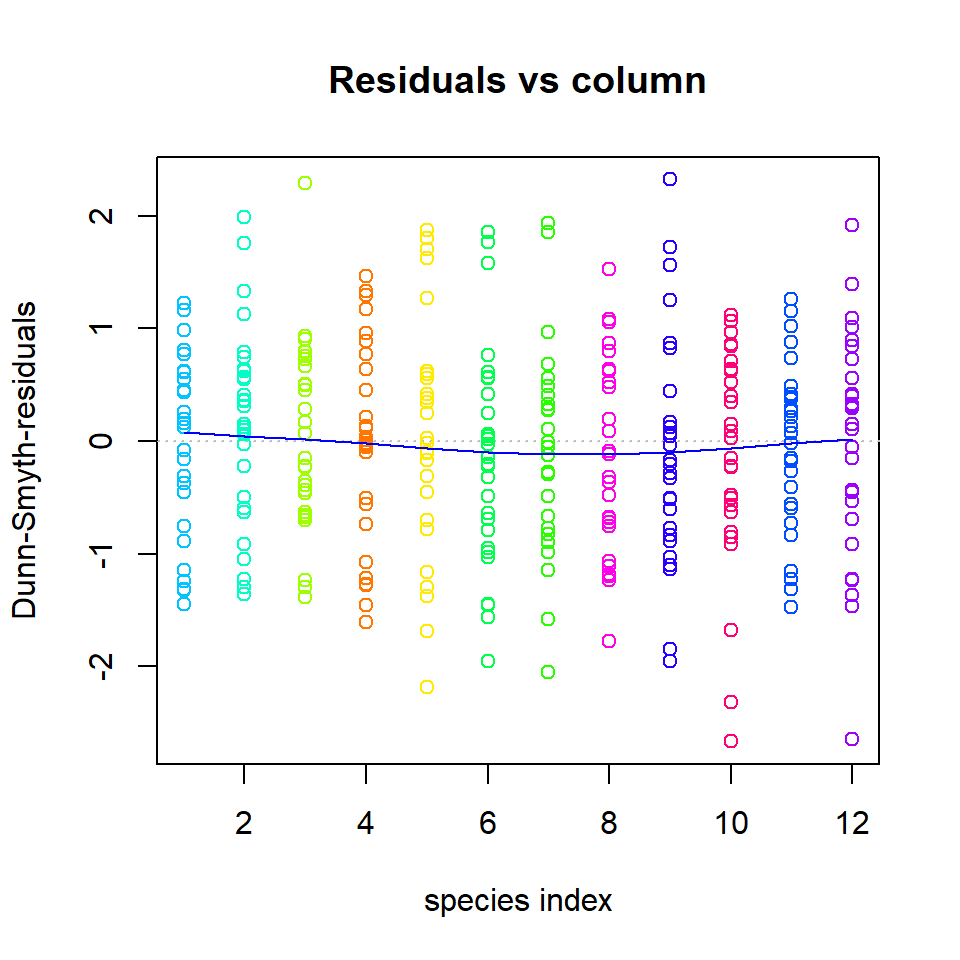 Residuals vs column
Dunn-Smyth-residuals
2
1
0
-1
-2
2 4 6 8 10 12
species index